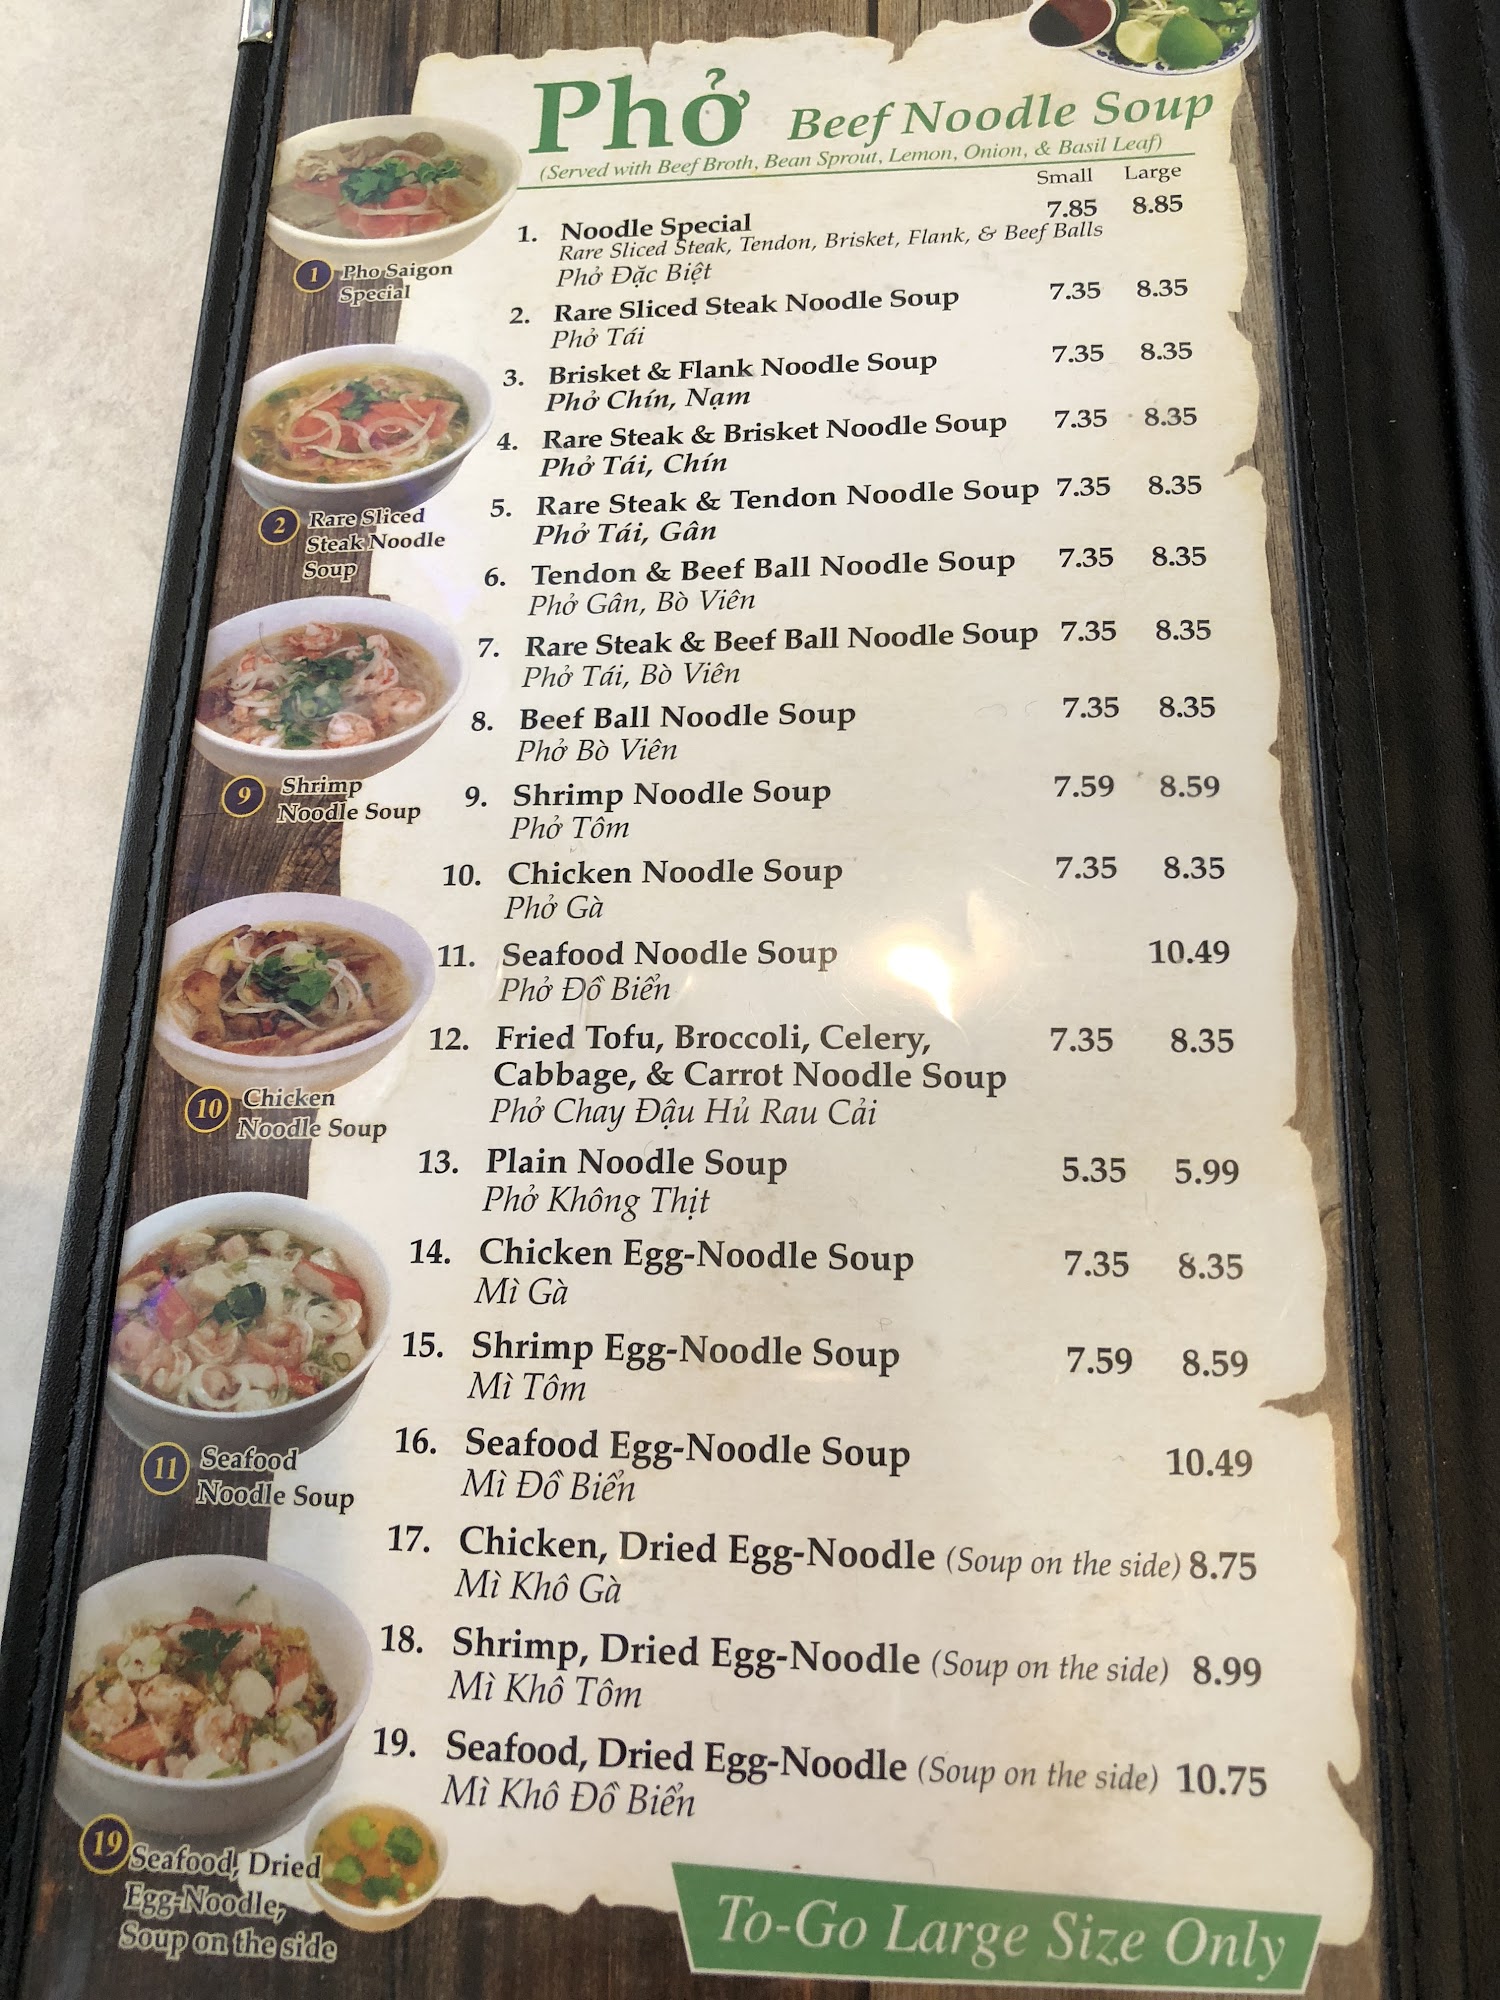 Phở Beef Noodle Soup
(Served with Beef Broth, Bean Sprout, Lemon, Onion, & Basil Leaf)
Small Large
1. Noodle Special 7.85 8.85
Rare Sliced Steak, Tendon, Brisket, Flank, & Beef Balls
Phở Đặc Biệt
2. Rare Sliced Steak Noodle Soup 7.35 8.35
Phở Tái
3. Brisket & Flank Noodle Soup 7.35 8.35
Phở Chín, Nạm
4. Rare Steak & Brisket Noodle Soup 7.35 8.35
Phở Tái, Chín
5. Rare Steak & Tendon Noodle Soup 7.35 8.35
Phở Tái, Gân
6. Tendon & Beef Ball Noodle Soup 7.35 8.35
Phở Gân, Bò Viên
7. Rare Steak & Beef Ball Noodle Soup 7.35 8.35
Phở Tái, Bò Viên
8. Beef Ball Noodle Soup 7.35 8.35
Phở Bò Viên
9. Shrimp Noodle Soup 7.59 8.59
Phở Tôm
10. Chicken Noodle Soup 7.35 8.35
Phở Gà
11. Seafood Noodle Soup 10.49
Phở Đồ Biển
12. Fried Tofu, Broccoli, Celery, 7.35 8.35
Cabbage, & Carrot Noodle Soup
Phở Chay Đậu Hủ Rau Cải
13. Plain Noodle Soup 5.35 5.99
Phở Không Thịt
14. Chicken Egg-Noodle Soup 7.35 8.35
Mì Gà
15. Shrimp Egg-Noodle Soup 7.59 8.59
Mì Tôm
16. Seafood Egg-Noodle Soup 10.49
Mì Đồ Biển
17. Chicken, Dried Egg-Noodle (Soup on the side) 8.75
Mì Khô Gà
18. Shrimp, Dried Egg-Noodle (Soup on the side) 8.99
Mì Khô Tôm
19. Seafood, Dried Egg-Noodle (Soup on the side) 10.75
Mì Khô Đồ Biển
To-Go Large Size Only
1 Pho Saigon
Special
2 Rare Sliced
Steak Noodle
Soup
9 Shrimp
Noodle Soup
10 Chicken
Noodle Soup
11 Seafood
Noodle Soup
19 Seafood, Dried
Egg-Noodle,
Soup on the side